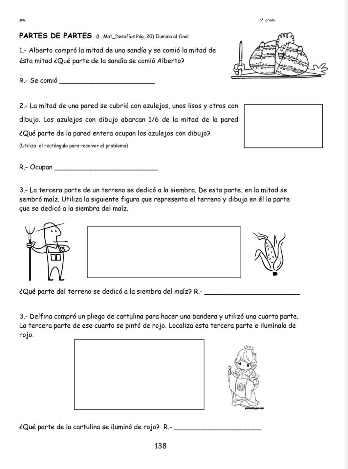 5° grado
PARTES DE PARTES (L. Mat_Desafíos Pág. 20) Ilumina al final
1.- Alberto compró la mitad de una sandía y se comió la mitad de
ésta mitad ¿Qué parte de la sandía se comió Alberto?
R.- Se comió
2.- La mitad de una pared se cubrió con azulejos, unos lisos y otros con
dibujo. Los azulejos con dibujo abarcan 1/6 de la mitad de la pared
¿Qué parte de la pared entera ocupan los azulejos con dibujo?
(Utiliza el rectángulo para resolver el problema)
R.- Ocupan
3.- La tercera parte de un terreno se dedicó a la siembra. De esta parte, en la mitad se
sembró maíz. Utiliza la siguiente figura que representa el terreno y dibuja en él la parte
que se dedicó a la siembra del maíz.
¿Qué parte del terreno se dedicó a la siembra del maíz? R.-
3.- Delfina compró un pliego de cartulina para hacer una bandera y utilizó una cuarta parte.
La tercera parte de ese cuarto se pintó de rojo. Localiza esta tercera parte e ilumínala de
rojo.
¿Qué parte de la cartulina se iluminó de rojo? R.-
138